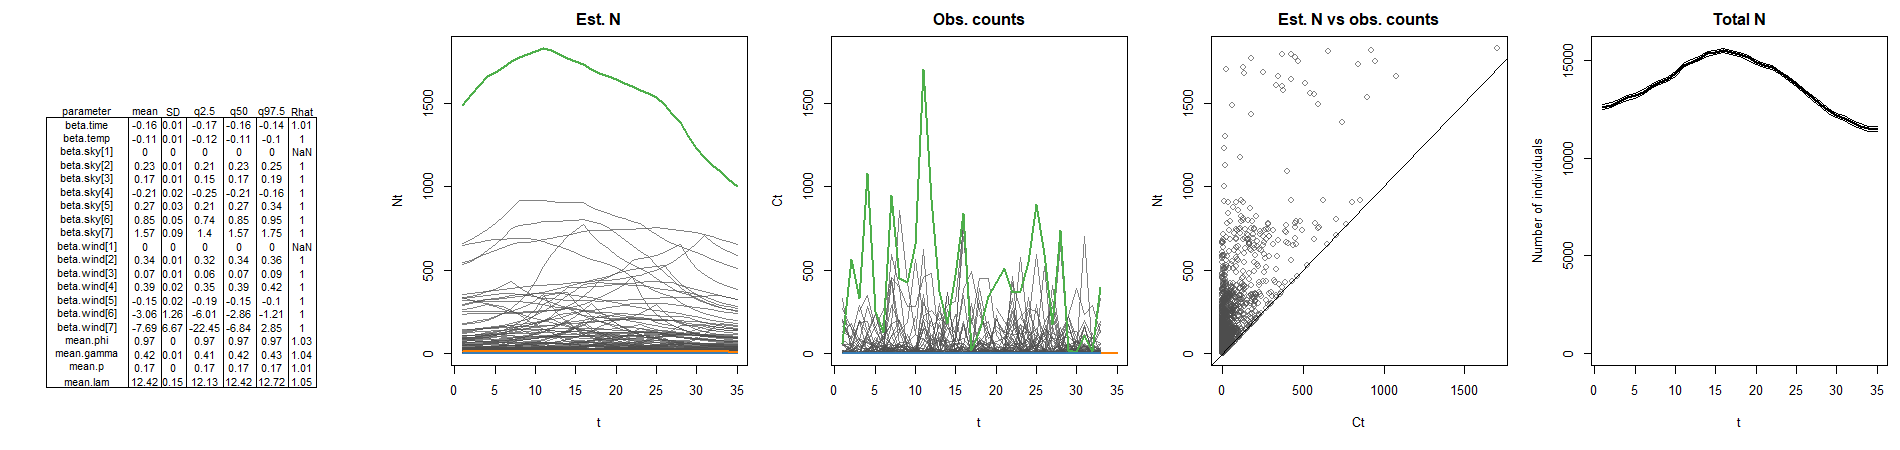 parameter mean SD q2.5 q50 q97.5 Rhat
beta.time -0.16 0.01 -0.17 -0.16 -0.14 1.01
beta.temp -0.11 0.01 -0.12 -0.11 -0.1 1
beta.sky[1] 0 0 0 0 0 NaN
beta.sky[2] 0.23 0.01 0.21 0.23 0.25 1
beta.sky[3] 0.17 0.01 0.15 0.17 0.19 1
beta.sky[4] -0.21 0.02 -0.25 -0.21 -0.16 1
beta.sky[5] 0.27 0.03 0.21 0.27 0.34 1
beta.sky[6] 0.85 0.05 0.74 0.85 0.95 1
beta.sky[7] 1.57 0.09 1.4 1.57 1.75 1
beta.wind[1] 0 0 0 0 0 NaN
beta.wind[2] 0.34 0.01 0.32 0.34 0.36 1
beta.wind[3] 0.07 0.01 0.06 0.07 0.09 1
beta.wind[4] 0.39 0.02 0.35 0.39 0.42 1
beta.wind[5] -0.15 0.02 -0.19 -0.15 -0.1 1
beta.wind[6] -3.06 1.26 -6.01 -2.86 -1.21 1
beta.wind[7] -7.69 6.67 -22.45 -6.84 2.85 1
mean.phi 0.97 0 0.97 0.97 0.97 1.03
mean.gamma 0.42 0.01 0.41 0.42 0.43 1.04
mean.p 0.17 0 0.17 0.17 0.17 1.01
mean.lam 12.42 0.15 12.13 12.42 12.72 1.05
Est. N
Nt
1500
1000
500
0
0 5 10 15 20 25 30 35
t
Obs. counts
Ct
1500
1000
500
0
0 5 10 15 20 25 30 35
t
Est. N vs obs. counts
Nt
1500
1000
500
0
0 500 1000 1500
Ct
Total N
Number of individuals
15000
10000
5000
0
0 5 10 15 20 25 30 35
t